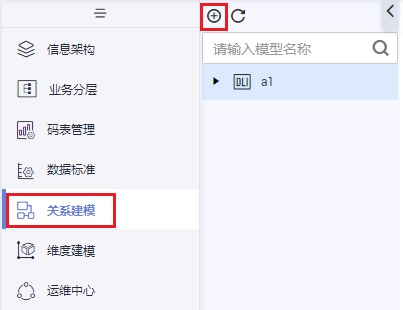 信息架构
业务分层
码表管理
数据标准
关系建模
维度建模
运维中心
请输入模型名称
DLI a1